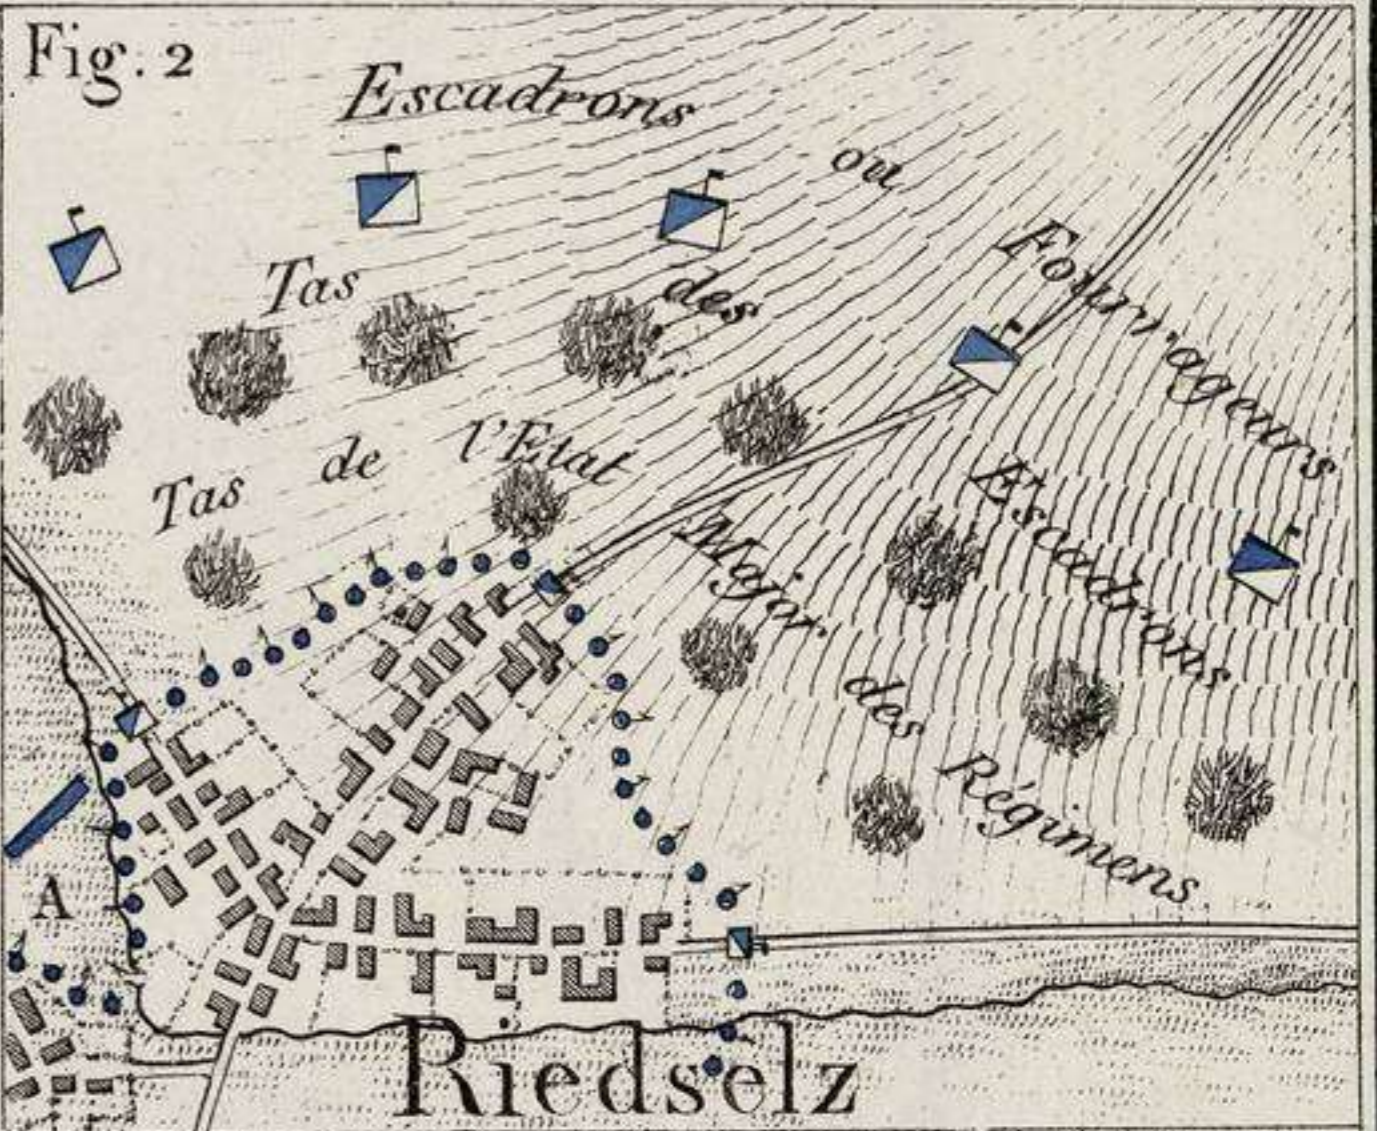 Fig: 2
Escadrons ou Fourrageurs
Tas des Escadrons
Tas de l'Etat Major des Régimens
A
Riedselz